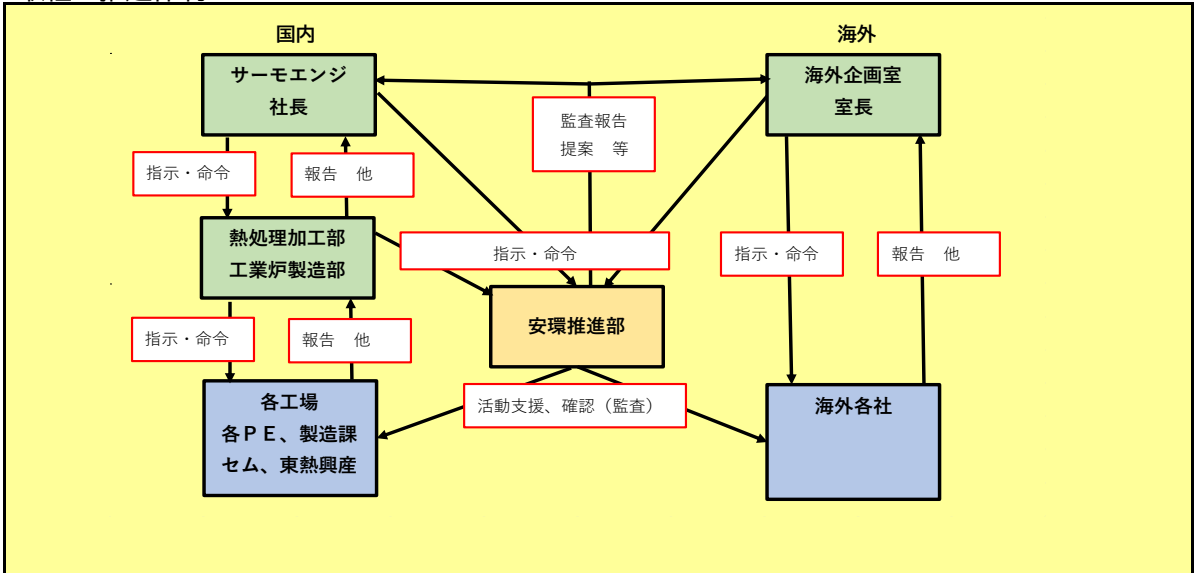 国内
海外
サーモエンジ
社長
海外企画室
室長
監査報告
提案　等
指示・命令
報告　他
熱処理加工部
工業炉製造部
指示・命令
指示・命令
報告　他
安環推進部
指示・命令
報告　他
各工場
各ＰＥ、製造課
セム、東熱興産
活動支援、確認（監査）
海外各社